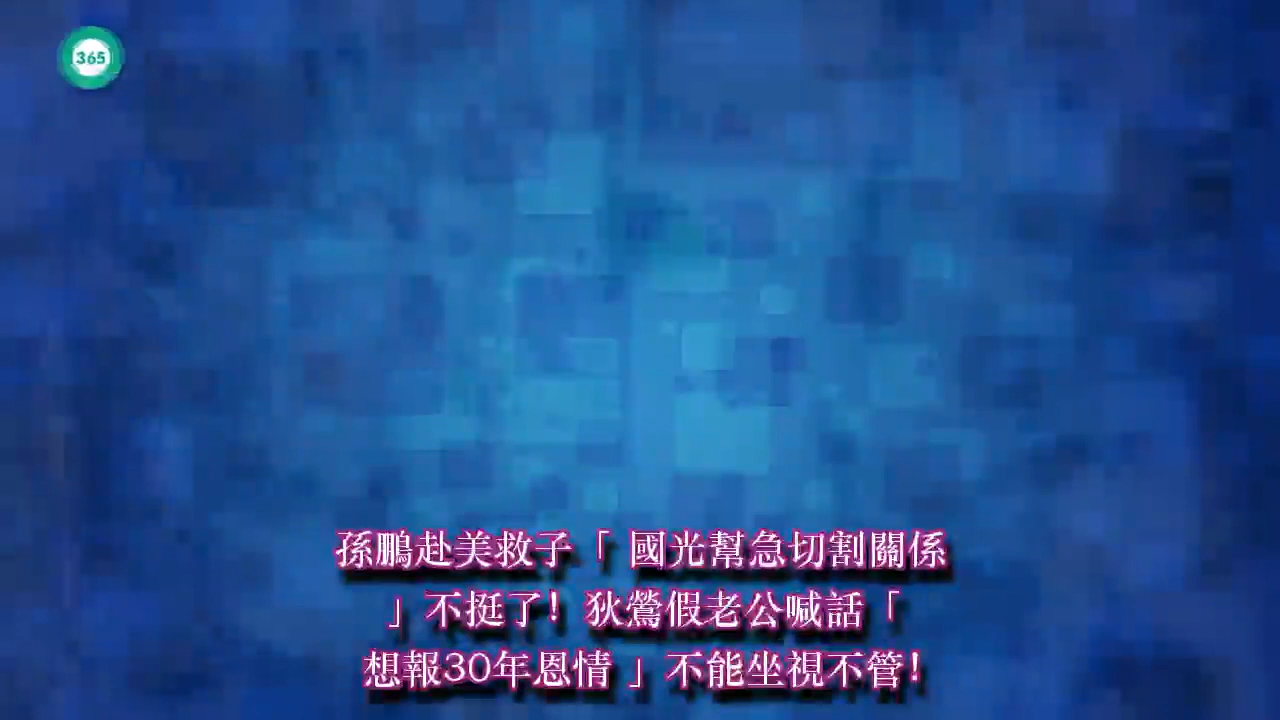 365
孫鵬赴美救子「 國光幫急切割關係
」不挺了！狄鶯假老公喊話「
想報30年恩情 」不能坐視不管！